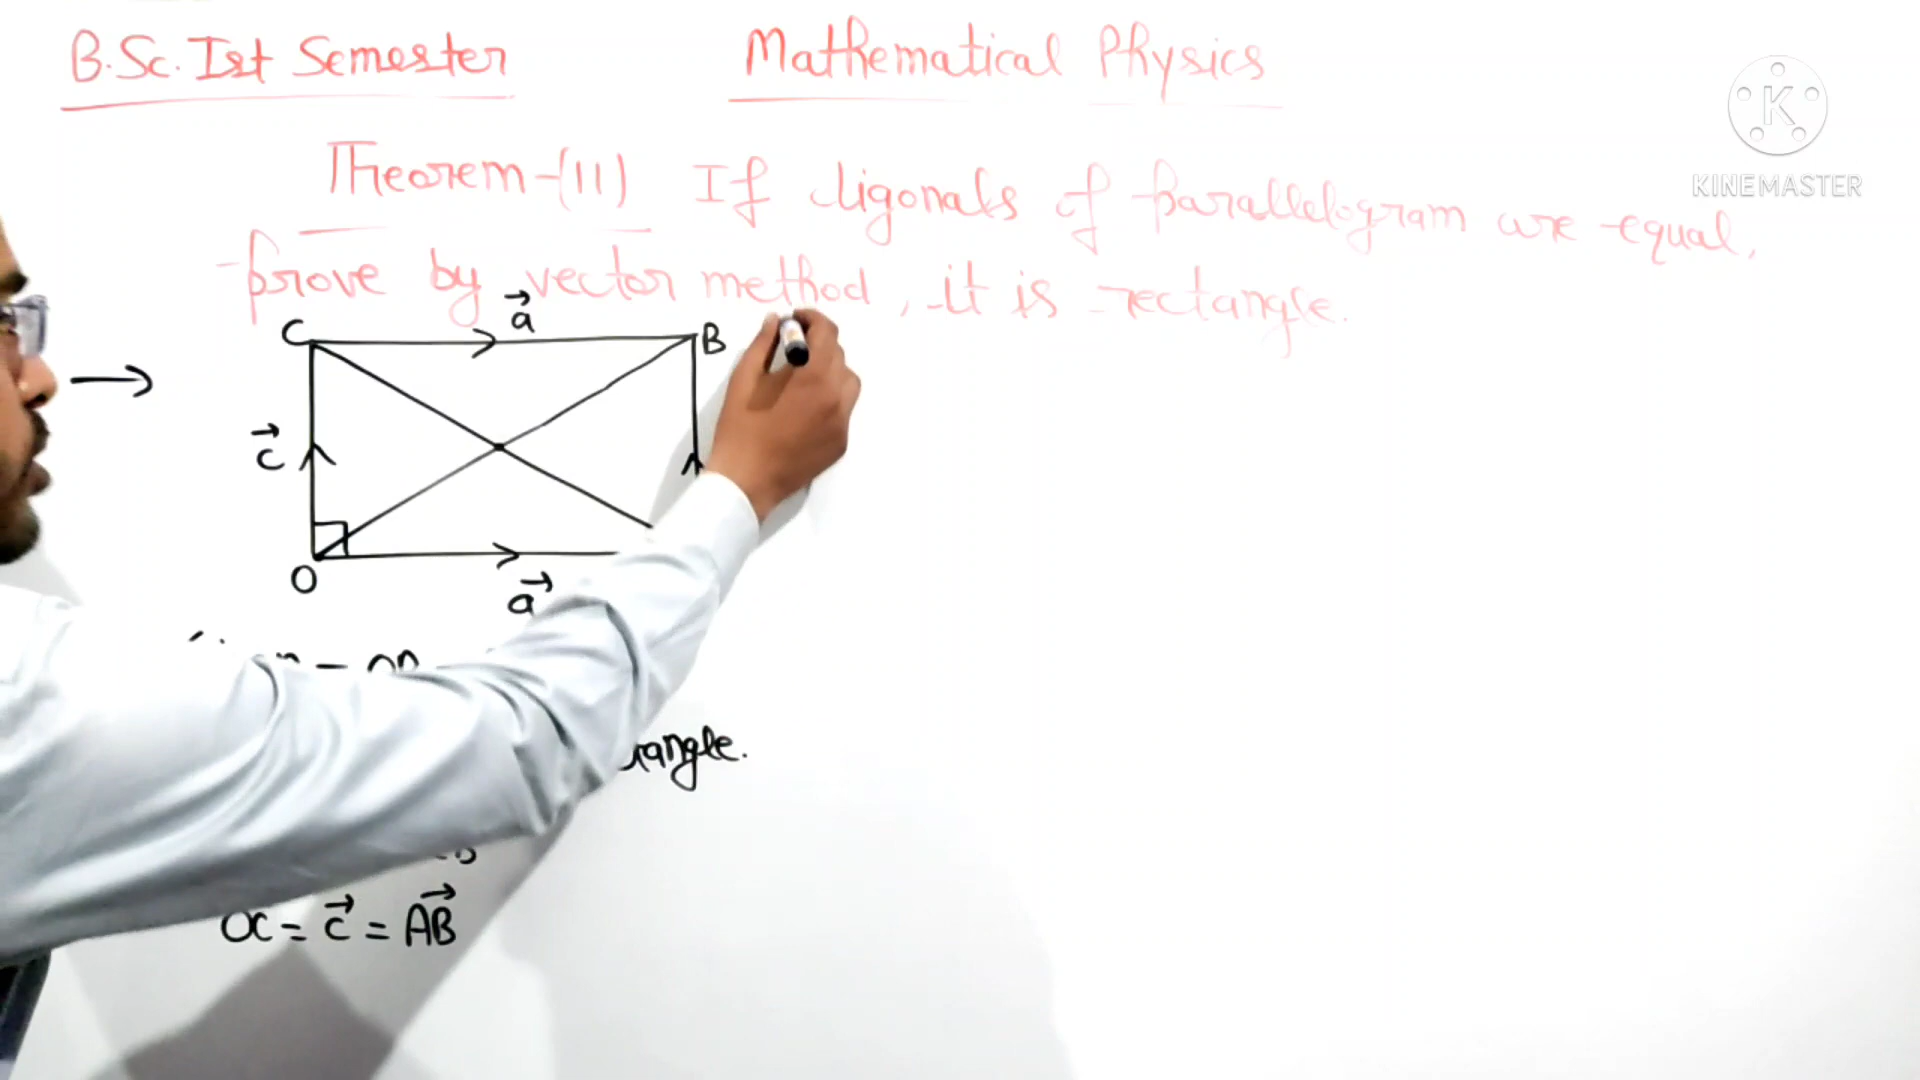 B.Sc. Ist Semester
Mathematical Physics
KINEMASTER
Theorem-(11) If digonals of parallelogram are equal,
prove by vector method, it is rectangle.
C
a
B
c
O
a
angle.
OC = c = AB